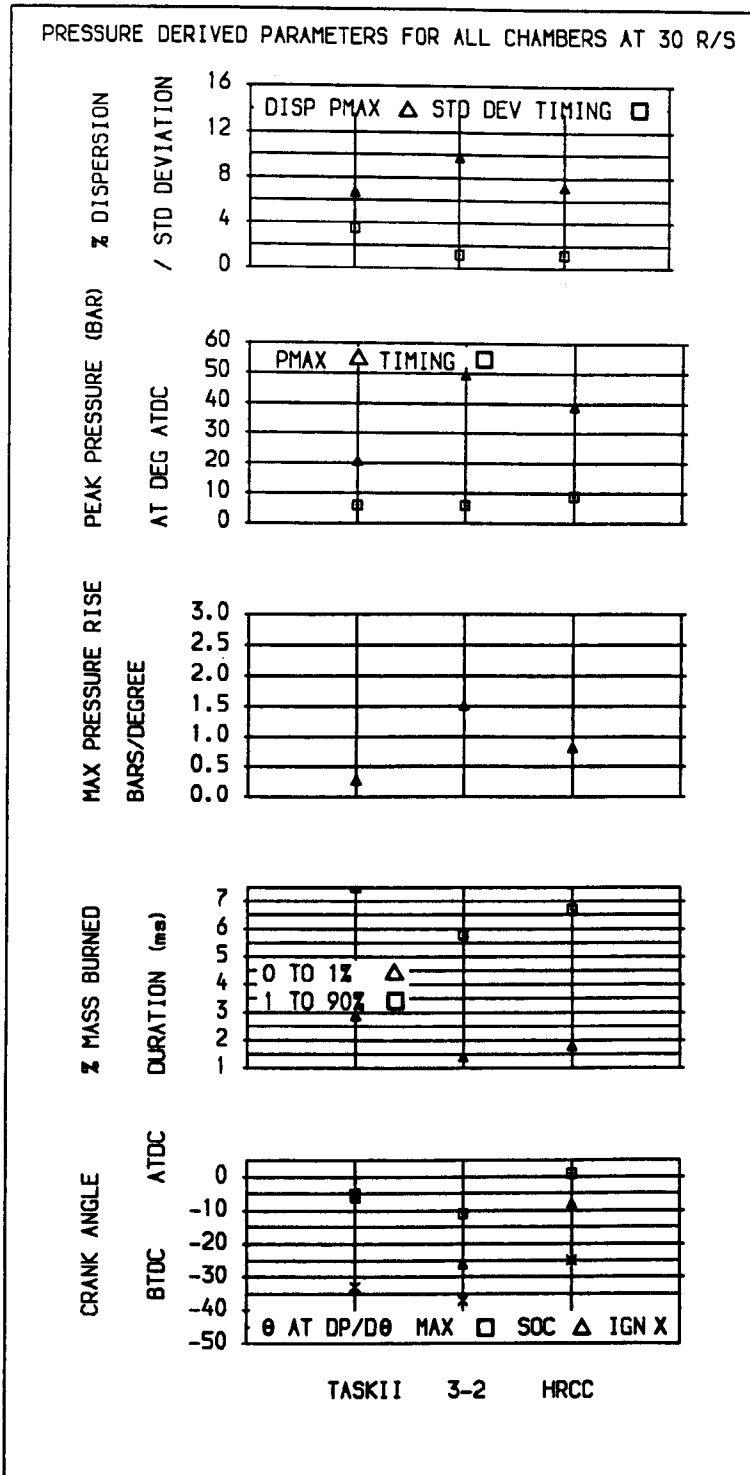 PRESSURE DERIVED PARAMETERS FOR ALL CHAMBERS AT 30 R/S
% DISPERSION
/ STD DEVIATION
16
12
8
4
0
DISP PMAX △ STD DEV TIMING □
PEAK PRESSURE (BAR)
AT DEG ATDC
60
50
40
30
20
10
0
PMAX △ TIMING □
MAX PRESSURE RISE
BARS/DEGREE
3.0
2.5
2.0
1.5
1.0
0.5
0.0
% MASS BURNED
DURATION (ms)
7
6
5
4
3
2
1
0 TO 1% △
1 TO 90% □
CRANK ANGLE
BTDC ATDC
0
-10
-20
-30
-40
-50
θ AT DP/Dθ MAX □ SOC △ IGN X
TASKII 3-2 HRCC